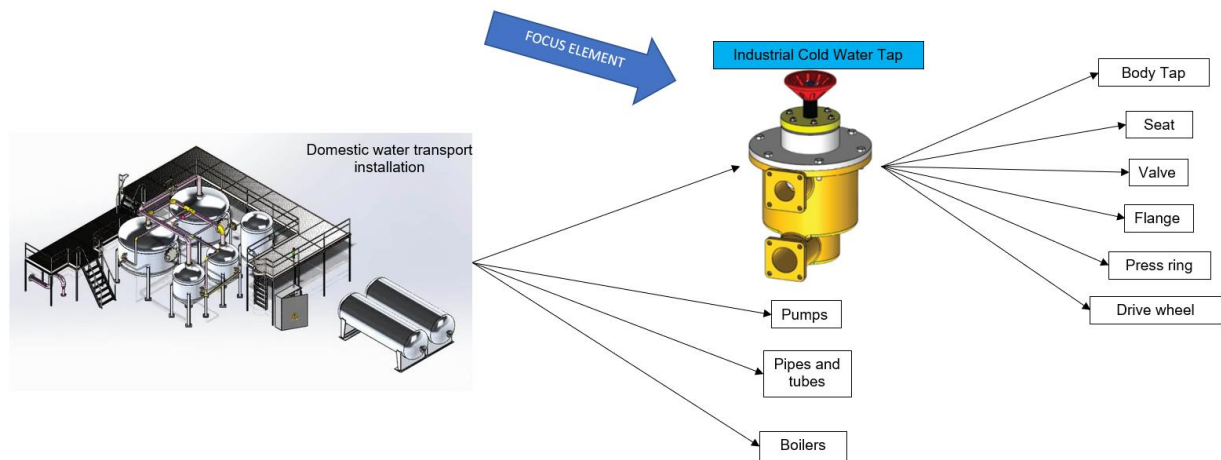 FOCUS ELEMENT
Industrial Cold Water Tap
Domestic water transport
installation
Pumps
Pipes and
tubes
Boilers
Body Tap
Seat
Valve
Flange
Press ring
Drive wheel